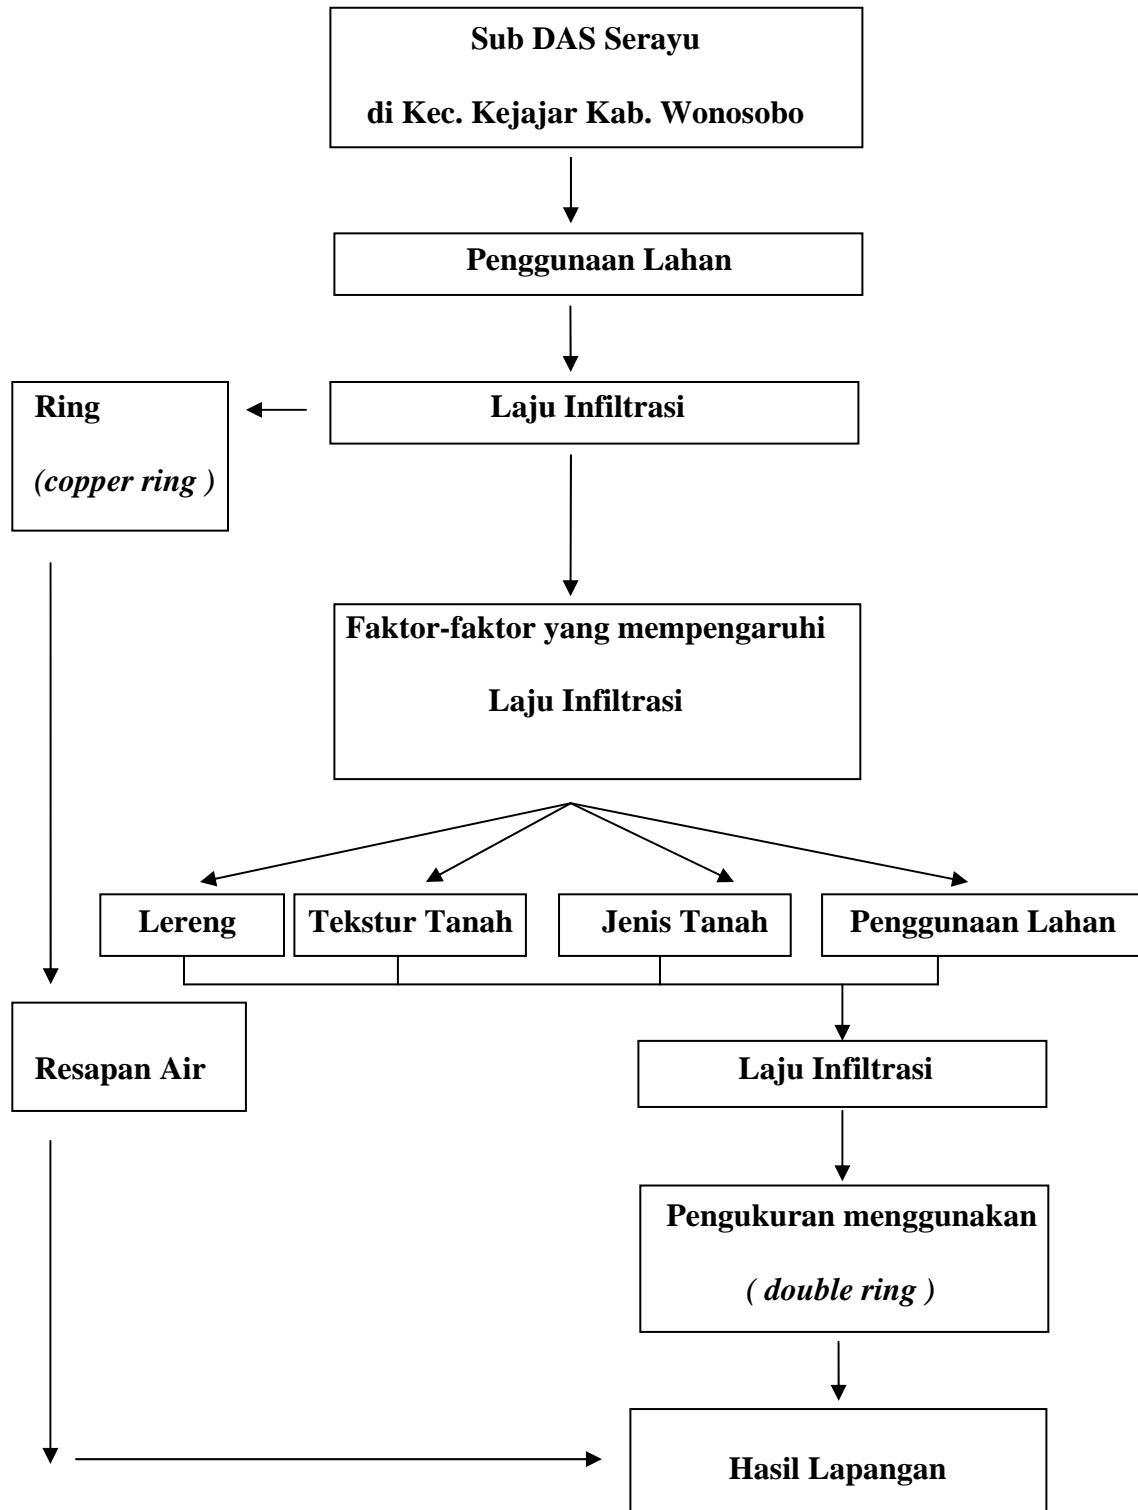 Sub DAS Serayu
di Kec. Kejajar Kab. Wonosobo
Penggunaan Lahan
Ring
(copper ring )
Laju Infiltrasi
Faktor-faktor yang mempengaruhi
Laju Infiltrasi
Lereng
Tekstur Tanah
Jenis Tanah
Penggunaan Lahan
Resapan Air
Laju Infiltrasi
Pengukuran menggunakan
( double ring )
Hasil Lapangan